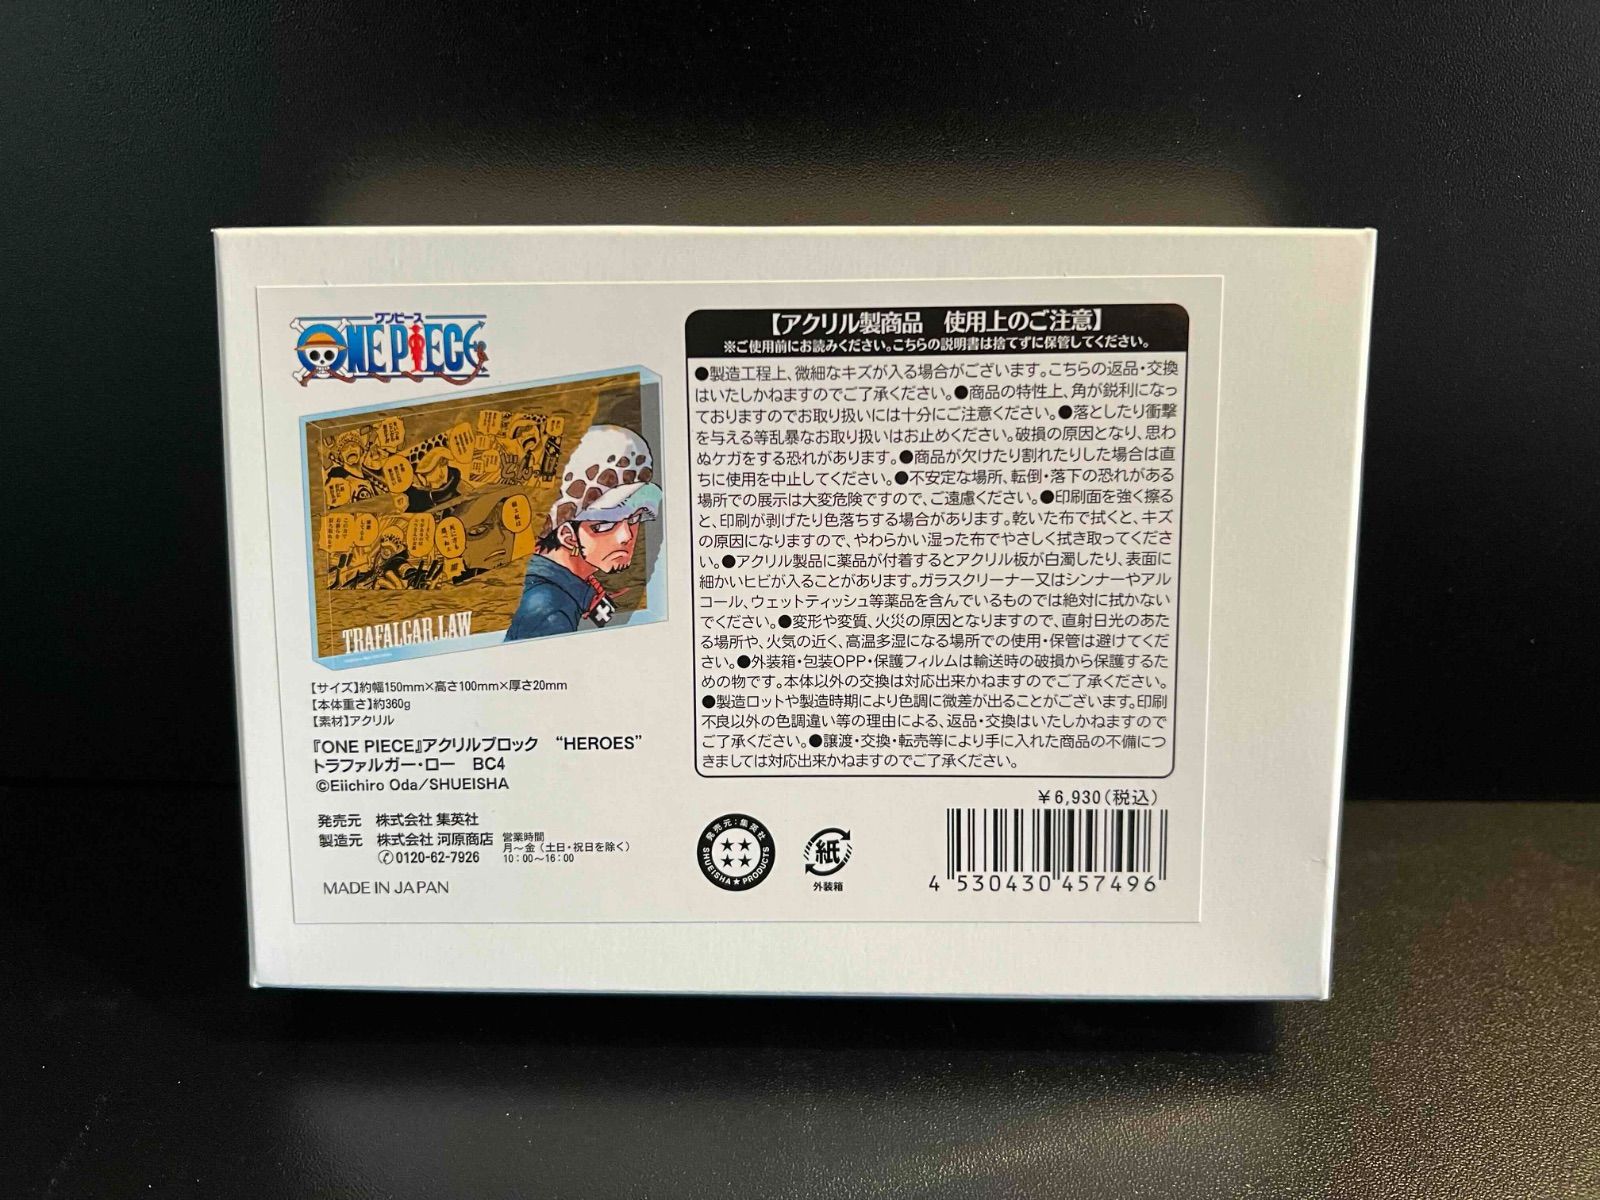 ワンピース
ONE PIECE
TRAFALGAR.LAW
【サイズ】約幅150mm×高さ100mm×厚さ20mm
【本体重さ】約360g
【素材】アクリル
『ONE PIECE』アクリルブロック “HEROES”
トラファルガー・ロー BC4
©Eiichiro Oda/SHUEISHA
発売元 株式会社 集英社
製造元 株式会社 河原商店
0120-62-7926
営業時間
月～金（土日・祝日を除く）
10：00～16：00
MADE IN JAPAN
【アクリル製商品 使用上のご注意】
※ご使用前にお読みください。こちらの説明書は捨てずに保管してください。
●製造工程上、微細なキズが入る場合がございます。こちらの返品・交換
はいたしかねますのでご了承ください。●商品の特性上、角が鋭利になっ
ておりますのでお取り扱いには十分にご注意ください。●落としたり衝撃
を与える等乱暴なお取り扱いはお止めください。破損の原因となり、思わ
ぬケガをする恐れがあります。●商品が欠けたり割れたりした場合は直
ちに使用を中止してください。●不安定な場所、転倒・落下の恐れがある
場所での展示は大変危険ですので、ご遠慮ください。●印刷面を強く擦る
と、印刷が剥げたり色落ちする場合があります。乾いた布で拭くと、キズ
の原因になりますので、やわらかい湿った布でやさしく拭き取ってくださ
い。●アクリル製品に薬品が付着するとアクリル板が白濁したり、表面に
細かいヒビが入ることがあります。ガラスクリーナー又はシンナーやアル
コール、ウェットティッシュ等薬品を含んでいるものでは絶対に拭かない
でください。●変形や変質、火災の原因となりますので、直射日光のあた
る場所や、火気の近く、高温多湿になる場所での使用・保管は避けてくだ
さい。●外装箱・包装OPP・保護フィルムは輸送時の破損から保護するた
めの物です。本体以外の交換は対応出来かねますのでご了承ください。
●製造ロットや製造時期により色調に微差が出ることがございます。印刷
不良以外の色調違い等の理由による、返品・交換はいたしかねますので
ご了承ください。●譲渡・交換・転売等により手に入れた商品の不備につ
きましては対応出来かねますのでご了承ください。
￥6,930（税込）
発売元：集英社
SHUEISHA★PRODUCTS
紙
外装箱
4 530430 457496